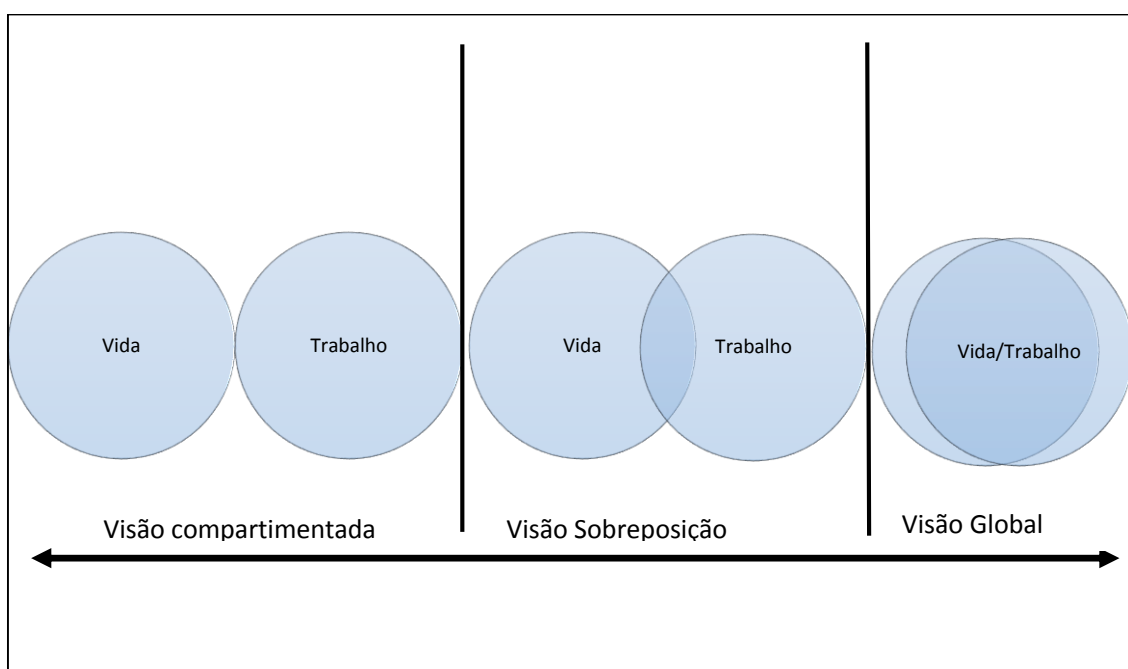 Vida
Trabalho
Vida
Trabalho
Vida/Trabalho
Visão compartimentada
Visão Sobreposição
Visão Global